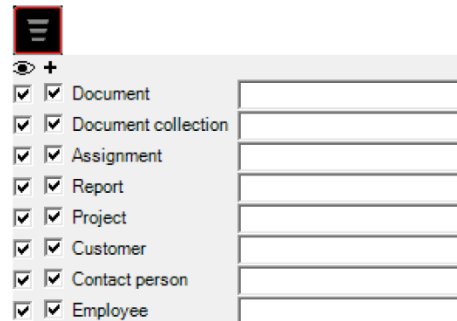 Document
Document collection
Assignment
Report
Project
Customer
Contact person
Employee